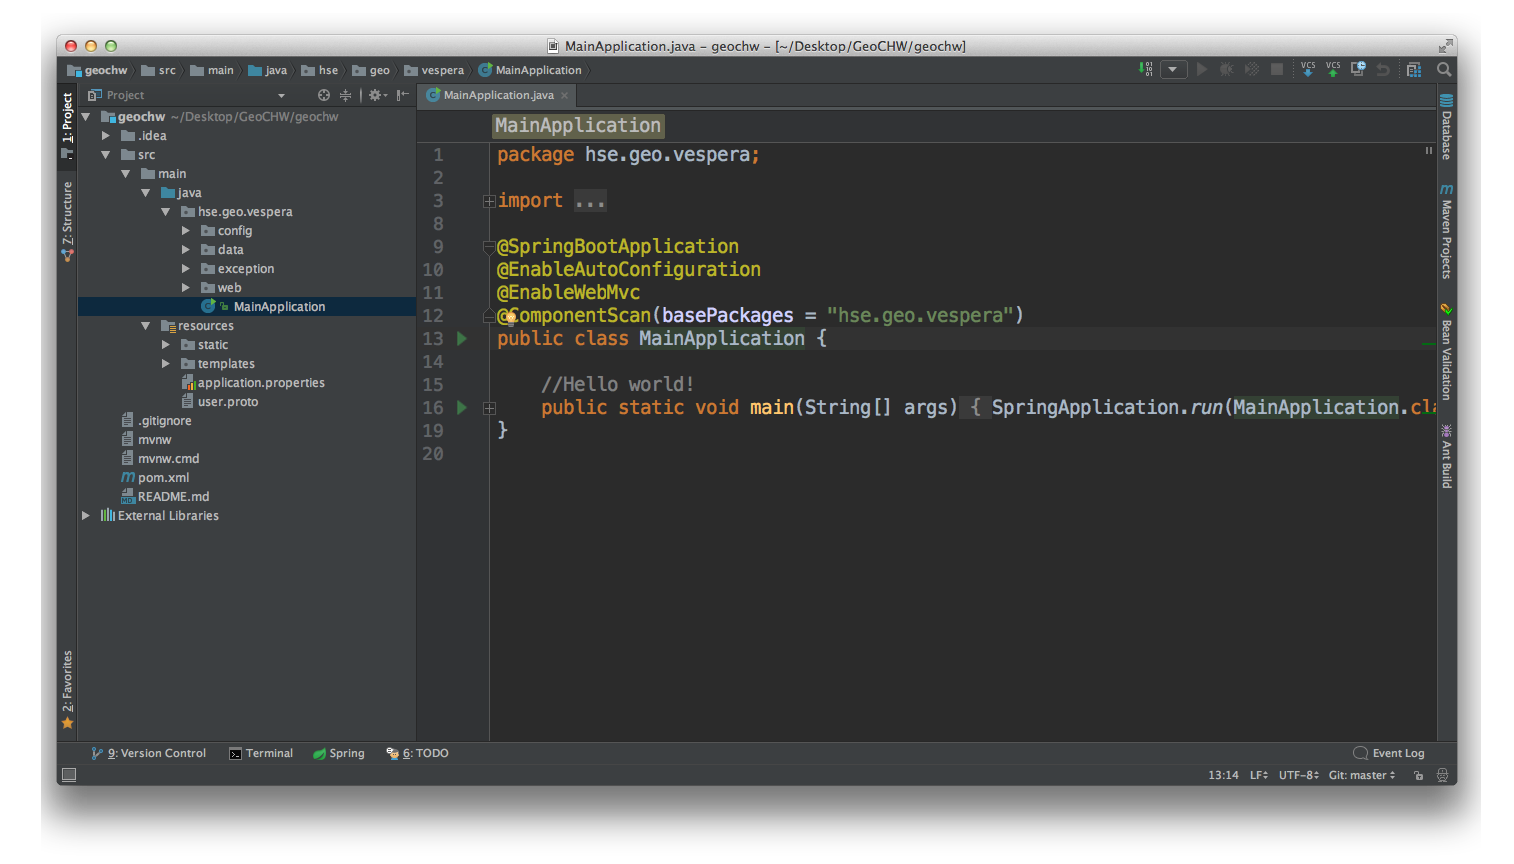 MainApplication.java – geochw – [~/Desktop/GeoCHW/geochw]
geochw src main java hse geo vespera MainApplication
VCS VCS
1: Project
7: Structure
2: Favorites
Project
geochw ~/Desktop/GeoCHW/geochw
.idea
src
main
java
hse.geo.vespera
config
data
exception
web
MainApplication
resources
static
templates
application.properties
user.proto
.gitignore
mvnw
mvnw.cmd
pom.xml
README.md
External Libraries
MainApplication.java
MainApplication
1 package hse.geo.vespera;
2
3 import ...
8
9 @SpringBootApplication
10 @EnableAutoConfiguration
11 @EnableWebMvc
12 @ComponentScan(basePackages = "hse.geo.vespera")
13 public class MainApplication {
14
15 //Hello world!
16 public static void main(String[] args) { SpringApplication.run(MainApplication.cla
19 }
20
Database
Maven Projects
Bean Validation
Ant Build
9: Version Control Terminal Spring 6: TODO Event Log
13:14 LF UTF-8 Git: master